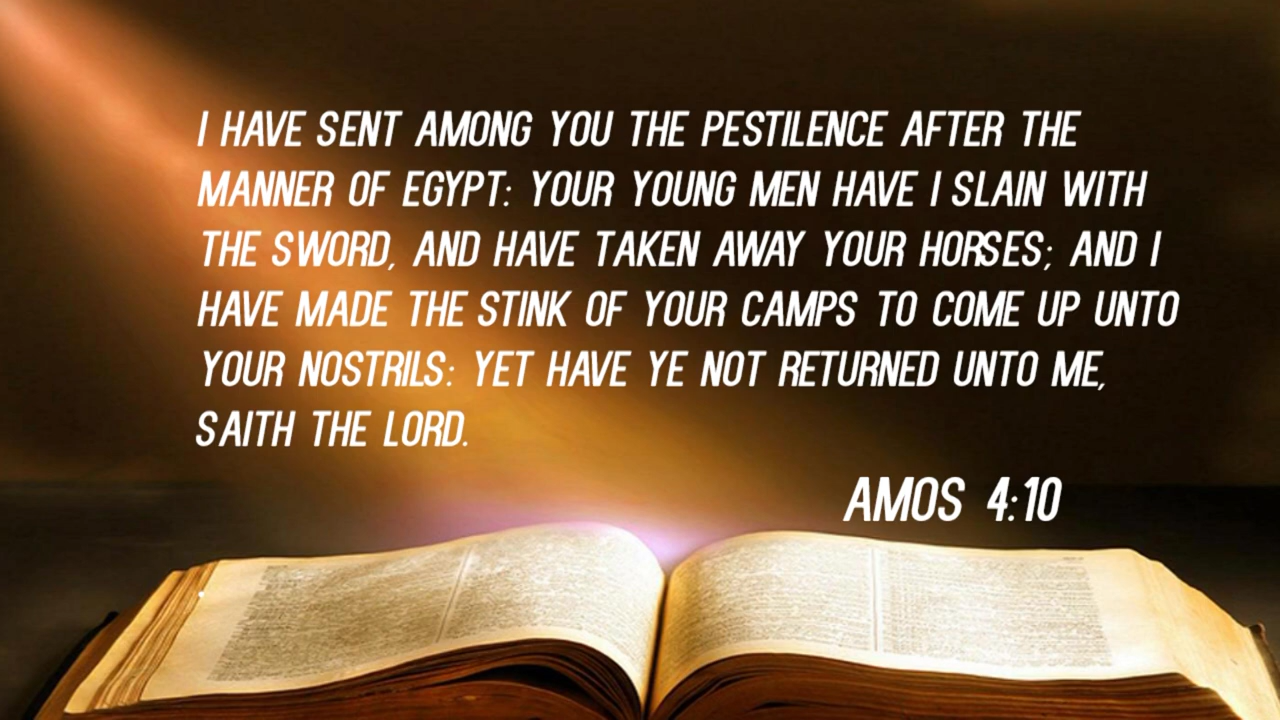 I HAVE SENT AMONG YOU THE PESTILENCE AFTER THE
MANNER OF EGYPT: YOUR YOUNG MEN HAVE I SLAIN WITH
THE SWORD, AND HAVE TAKEN AWAY YOUR HORSES; AND I
HAVE MADE THE STINK OF YOUR CAMPS TO COME UP UNTO
YOUR NOSTRILS: YET HAVE YE NOT RETURNED UNTO ME,
SAITH THE LORD.
AMOS 4:10